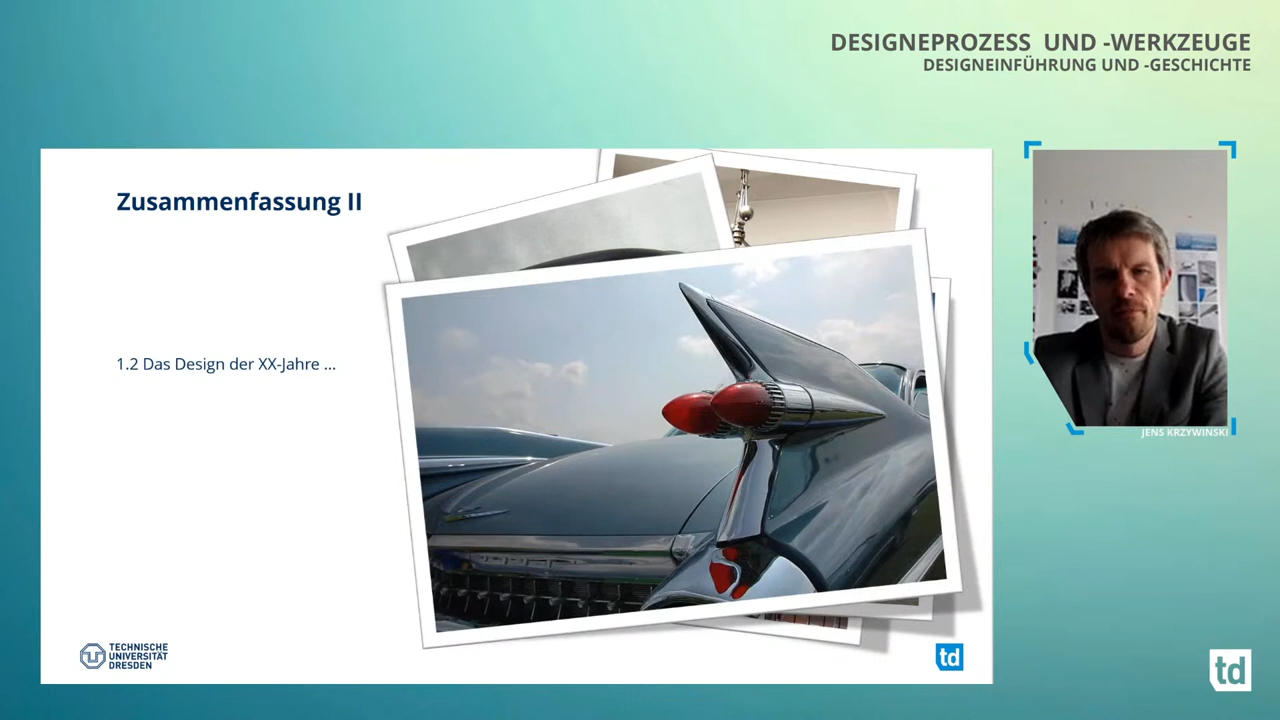 DESIGNEPROZESS UND -WERKZEUGE
DESIGNEINFÜHRUNG UND -GESCHICHTE
Zusammenfassung II
1.2 Das Design der XX-Jahre ...
JENS KRZYWINSKI
TECHNISCHE
UNIVERSITÄT
DRESDEN
td
td